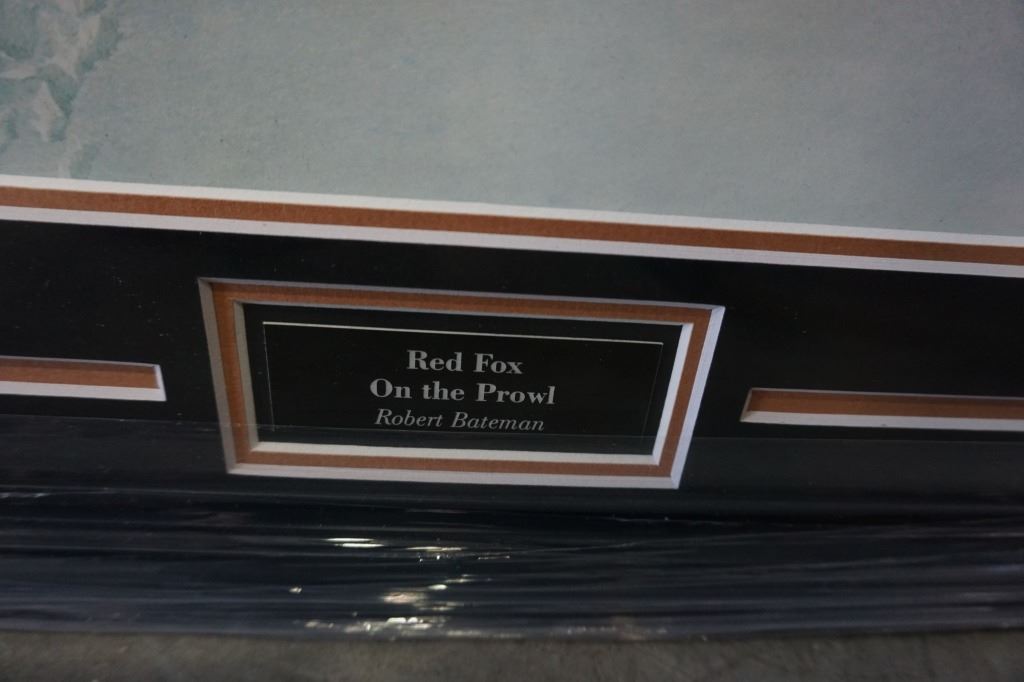 Red Fox
On the Prowl
Robert Bateman